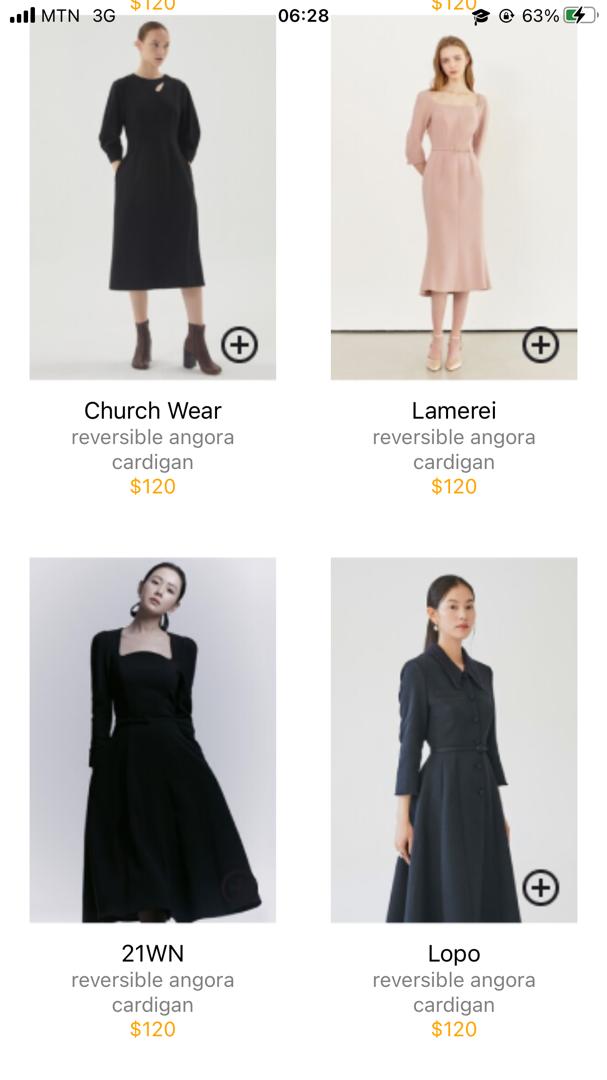 $120 $120
MTN 3G 06:28 63%
Church Wear
reversible angora
cardigan
$120
Lamerei
reversible angora
cardigan
$120
21WN
reversible angora
cardigan
$120
Lopo
reversible angora
cardigan
$120